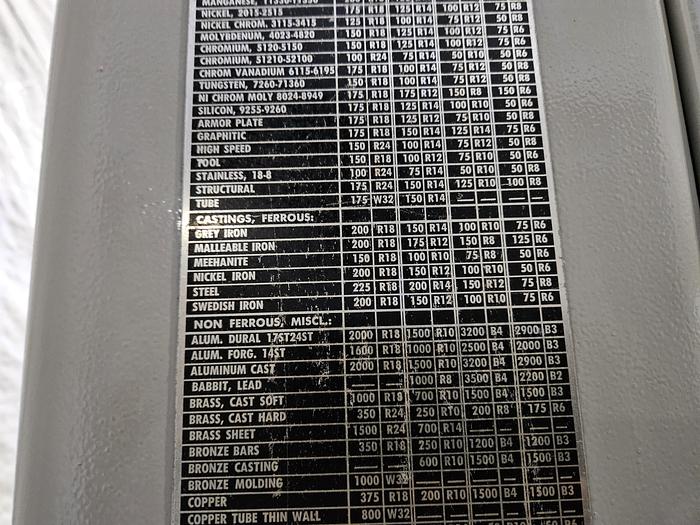 MANGANESE,
NICKEL, 2015-2515 175 R18 125 R14 100 R12 75 R8
NICKEL CHROM, 3115-3415 125 R18 100 R14 75 R12 50 R8
MOLYBDENUM, 4023-4820 150 R18 125 R14 100 R12 75 R8
CHROMIUM, 5120-5150 150 R18 125 R14 100 R10
CHROMIUM, 51210-52100 100 R24 75 R14 50 R10 50 R6
CHROM VANADIUM 6115-6195 175 R18 100 R14 75 R12 50 R8
TUNGSTEN, 7260-71360 150 R18 100 R14 75 R12 50 R8
NI CHROM MOLY 8024-8949 175 R18 175 R12 150 R8 150 R6
SILICON, 9255-9260 175 R18 125 R14 100 R10 50 R8
ARMOR PLATE 175 R18 125 R12 75 R10 50 R6
GRAPHITIC 175 R18 150 R14 125 R14 75 R6
HIGH SPEED 150 R24 100 R14 75 R10 50 R8
TOOL 150 R18 100 R12 75 R10 50 R6
STAINLESS, 18-8 100 R24 75 R14 50 R10 50 R8
STRUCTURAL 175 R24 150 R14 125 R10 100 R8
TUBE 175 W32 150 R14 — — — —
CASTINGS, FERROUS:
GREY IRON 200 R18 150 R14 100 R10 75 R6
MALLEABLE IRON 200 R18 175 R12 150 R8 125 R6
MEEHANITE 150 R18 100 R10 75 R8 50 R6
NICKEL IRON 200 R18 150 R12 100 R10 50 R6
STEEL 225 R18 200 R14 150 R12 75 R8
SWEDISH IRON 200 R18 150 R12 100 R10 75 R6
NON FERROUS, MISCL.:
ALUM. DURAL 17ST24ST 2000 R18 1500 R10 3200 B4 2900 B3
ALUM. FORG. 14ST 1600 R18 1000 R10 2500 B4 2000 B3
ALUMINUM CAST 2000 R18 1500 R10 3200 B4 2900 B3
BABBIT, LEAD — — 1000 R8 3500 B4 2200 B2
BRASS, CAST SOFT 1000 R18 700 R10 1500 B4 1500 B3
BRASS, CAST HARD 350 R24 250 R10 200 R8 175 R6
BRASS SHEET 1500 R24 700 R14 — — — —
BRONZE BARS 350 R18 250 R10 1200 B4 1200 B3
BRONZE CASTING — — 600 R10 1500 B4 1500 B3
BRONZE MOLDING 1000 W32 — — — — — —
COPPER 375 R18 200 R10 1500 B4 1500 B3
COPPER TUBE THIN WALL 800 W32 — — — — — —